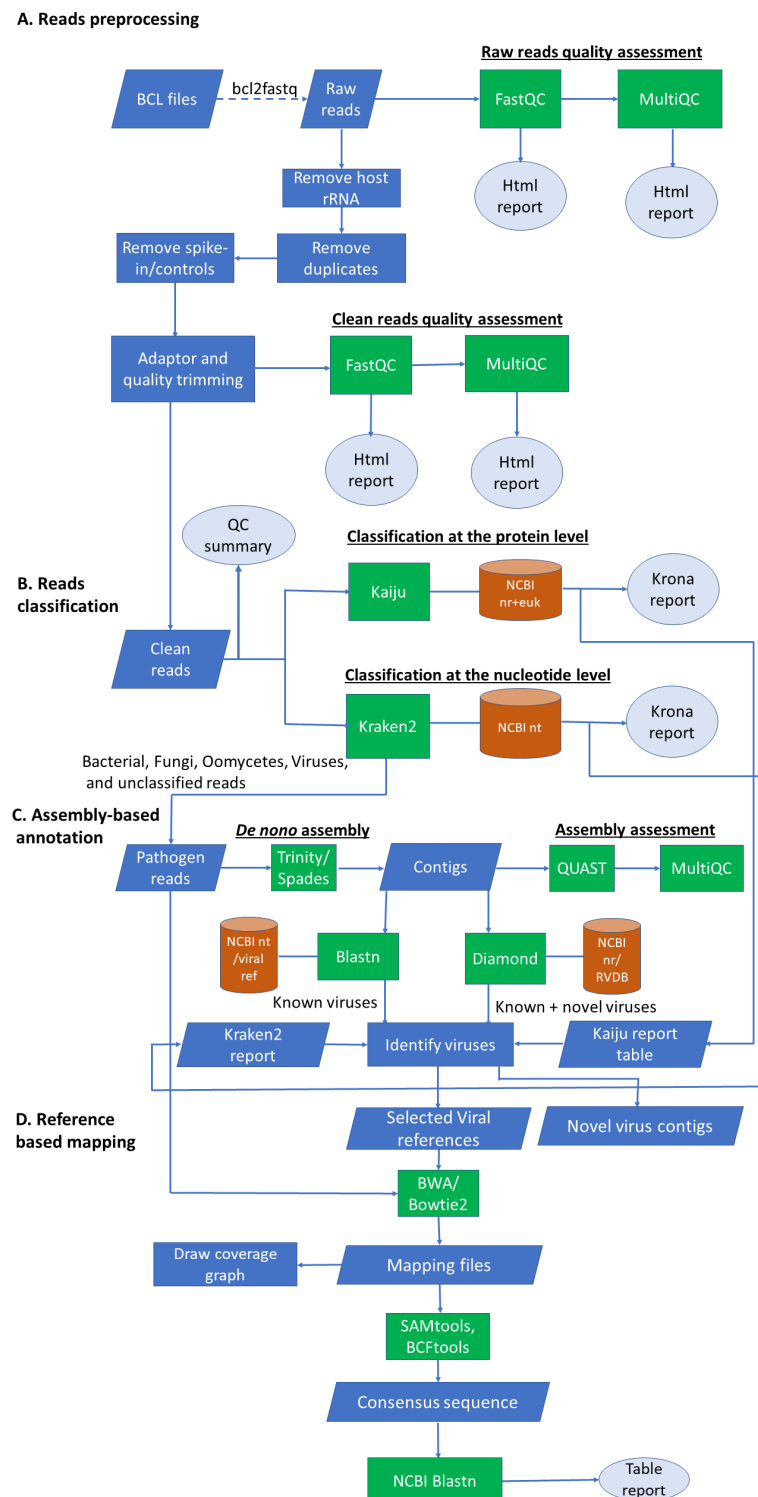 A. Reads preprocessing
Raw reads quality assessment
BCL files
bcl2fastq
Raw
reads
FastQC
MultiQC
Html
report
Html
report
Remove host
rRNA
Remove spike-
in/controls
Remove
duplicates
Clean reads quality assessment
Adaptor and
quality trimming
FastQC
MultiQC
Html
report
Html
report
QC
summary
Classification at the protein level
B. Reads
classification
Kaiju
NCBI
nr+euk
Krona
report
Clean
reads
Classification at the nucleotide level
Kraken2
NCBI nt
Krona
report
Bacterial, Fungi, Oomycetes, Viruses,
and unclassified reads
C. Assembly-based
annotation
De nono assembly
Assembly assessment
Pathogen
reads
Trinity/
Spades
Contigs
QUAST
MultiQC
NCBI nt
/viral
ref
Blastn
Diamond
NCBI
nr/
RVDB
Known viruses
Known + novel viruses
Kraken2
report
Identify viruses
Kaiju report
table
D. Reference
based mapping
Selected Viral
references
Novel virus contigs
BWA/
Bowtie2
Draw coverage
graph
Mapping files
SAMtools,
BCFtools
Consensus sequence
NCBI Blastn
Table
report